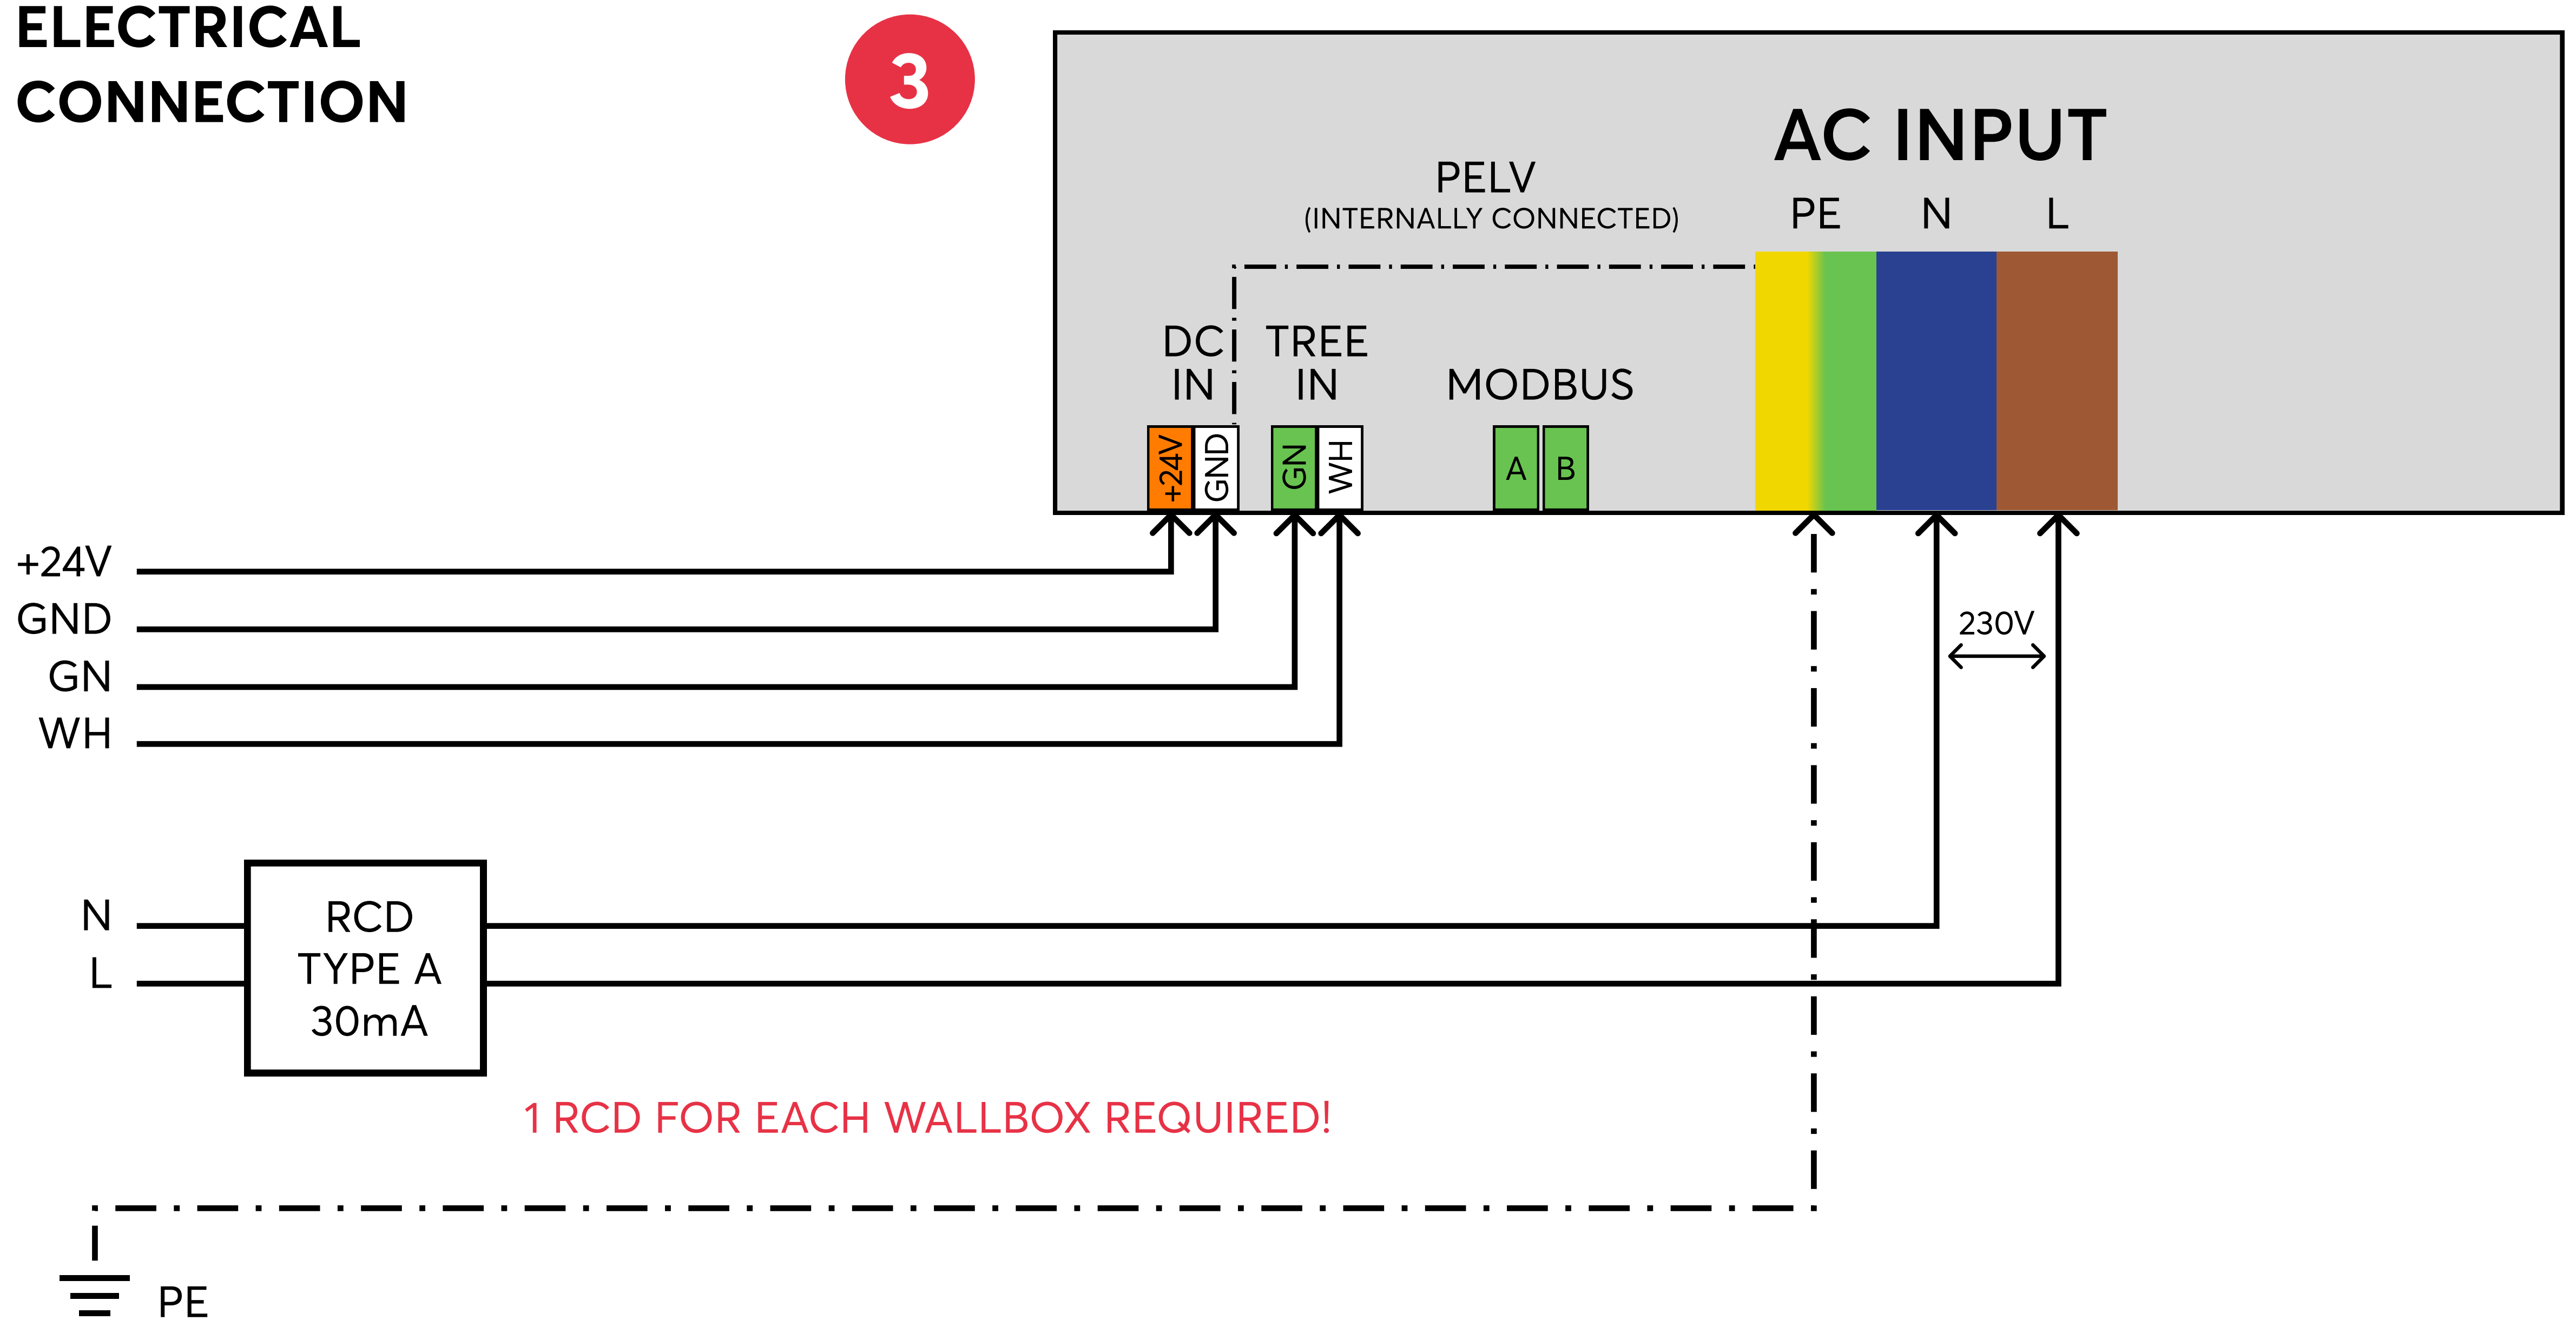 ELECTRICAL
CONNECTION
3
AC INPUT
PELV
(INTERNALLY CONNECTED)
PE N L
DC
IN
TREE
IN
MODBUS
+24V GND GN WH A B
+24V
GND
GN
WH
230V
N
L
RCD
TYPE A
30mA
1 RCD FOR EACH WALLBOX REQUIRED!
PE